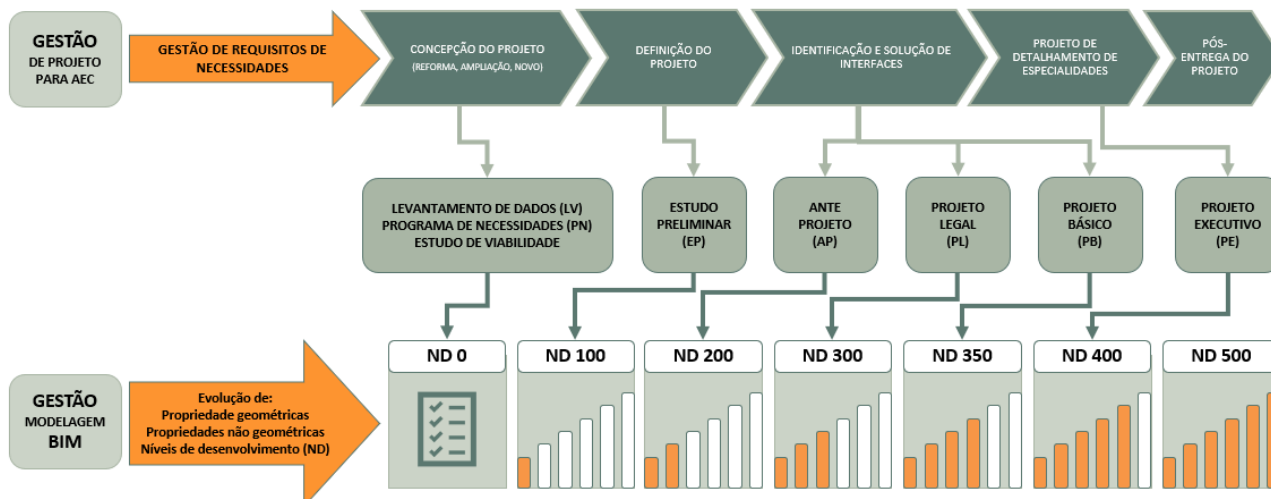 GESTÃO
DE PROJETO
PARA AEC
GESTÃO DE REQUISITOS DE
NECESSIDADES
CONCEPÇÃO DO PROJETO
(REFORMA, AMPLIAÇÃO, NOVO)
DEFINIÇÃO DO
PROJETO
IDENTIFICAÇÃO E SOLUÇÃO DE
INTERFACES
PROJETO DE
DETALHAMENTO DE
ESPECIALIDADES
PÓS-
ENTREGA DO
PROJETO
LEVANTAMENTO DE DADOS (LV)
PROGRAMA DE NECESSIDADES (PN)
ESTUDO DE VIABILIDADE
ESTUDO
PRELIMINAR
(EP)
ANTE
PROJETO
(AP)
PROJETO
LEGAL
(PL)
PROJETO
BÁSICO
(PB)
PROJETO
EXECUTIVO
(PE)
GESTÃO
MODELAGEM
BIM
Evolução de:
Propriedade geométricas
Propriedades não geométricas
Níveis de desenvolvimento (ND)
ND 0
ND 100
ND 200
ND 300
ND 350
ND 400
ND 500